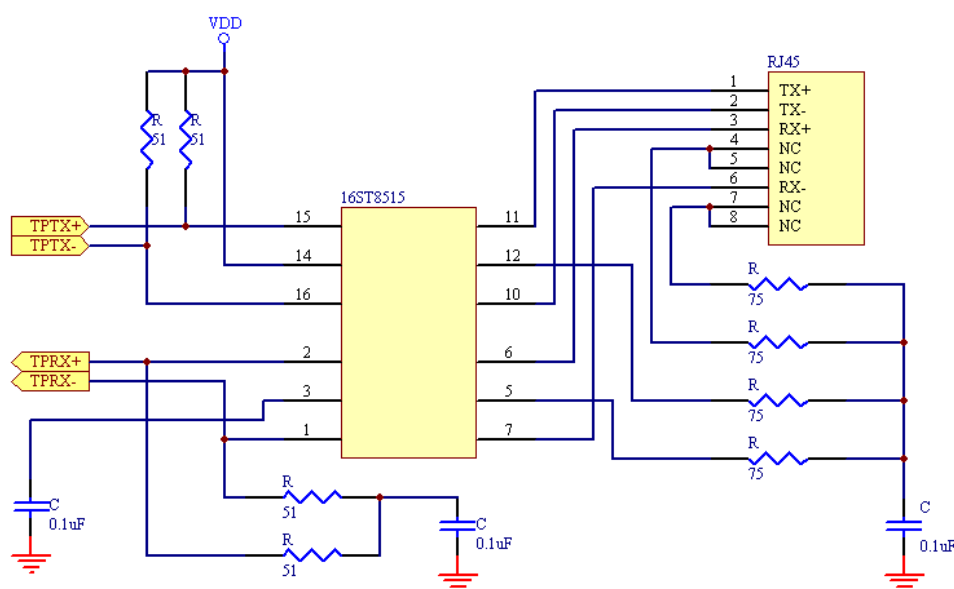 VDD
RJ45
1 TX+
2 TX-
3 RX+
4 NC
5 NC
6 RX-
7 NC
8 NC
R
51
R
51
16ST8515
TPTX+
TPTX-
15
14
16
11
12
10
TPRX+
TPRX-
2
3
1
6
5
7
R
75
R
75
R
75
R
75
R
51
R
51
C
0.1uF
C
0.1uF
C
0.1uF